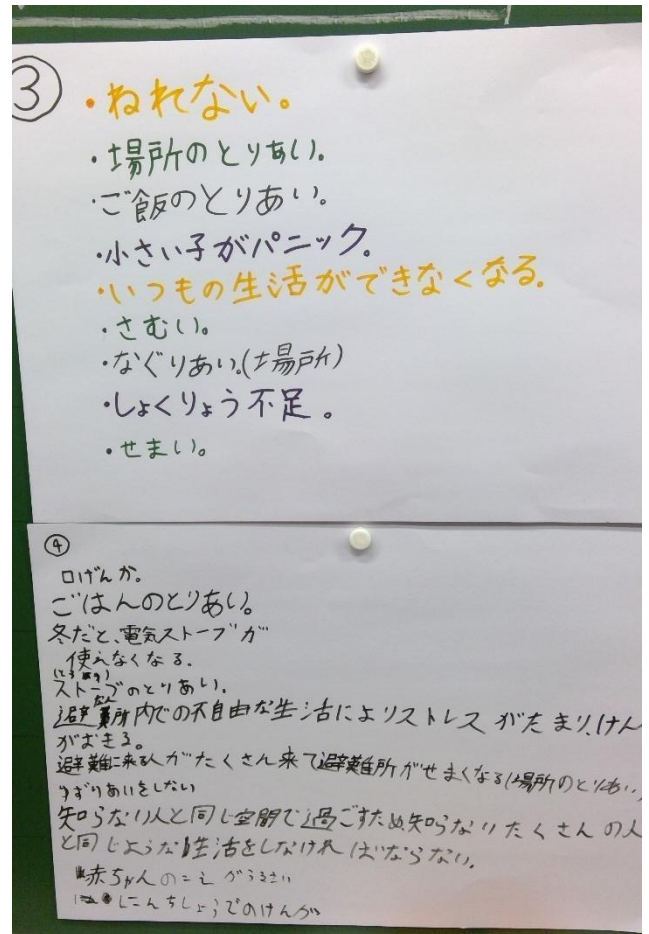 ③
・ねれない。
・場所のとりあい。
・ご飯のとりあい。
・小さい子がパニック。
・いつもの生活ができなくなる。
・さむい。
・なぐりあい。(場所)
・しょくりょう不足。
・せまい。
④
口げんか。
ごはんのとりあい。
冬だと、電気ストーブが
使えなくなる。
ストーブのとりあい。
避難所内での不自由な生活によりストレスがたまり、けん
がおきる。
避難に来る人がたくさん来て避難所がせまくなる(場所のとりあい)
ゆずりあいをしない
知らない人と同じ空間で過ごすため、知らないたくさんの人
と同じような生活をしなければならない。
赤ちゃんのこえがうるさい
にんちしょうでのけんが